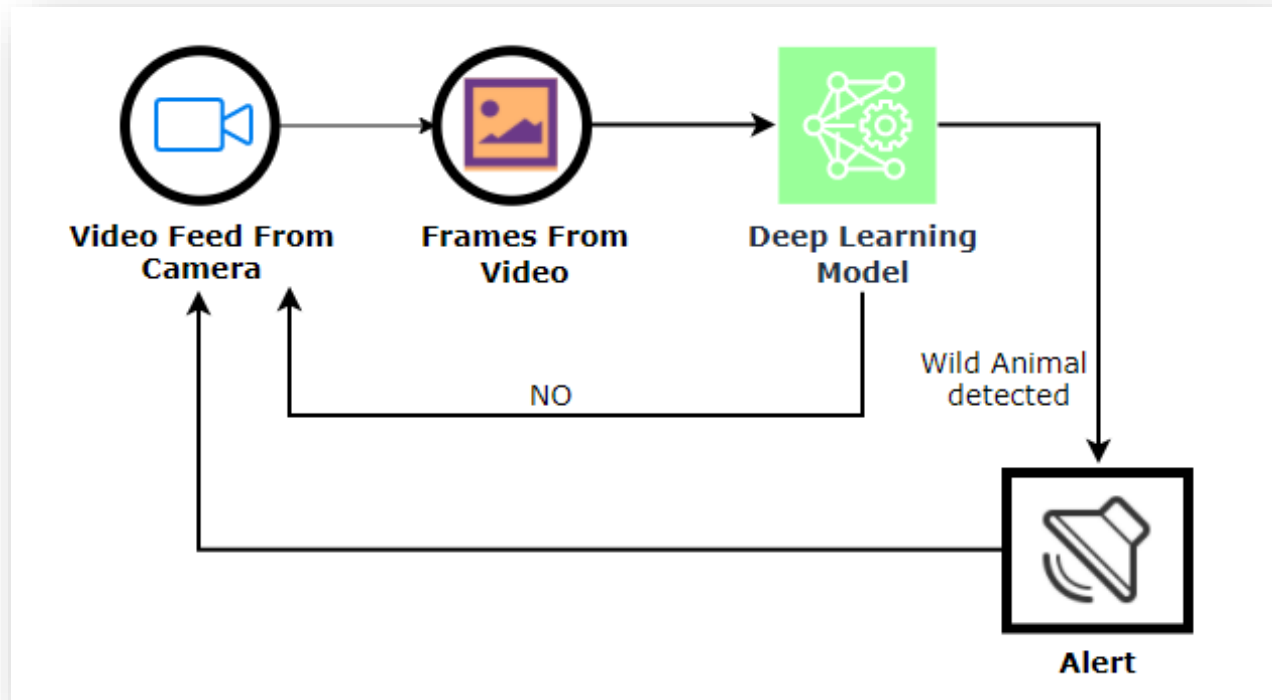 Video Feed From
Camera
Frames From
Video
Deep Learning
Model
Wild Animal
detected
NO
Alert